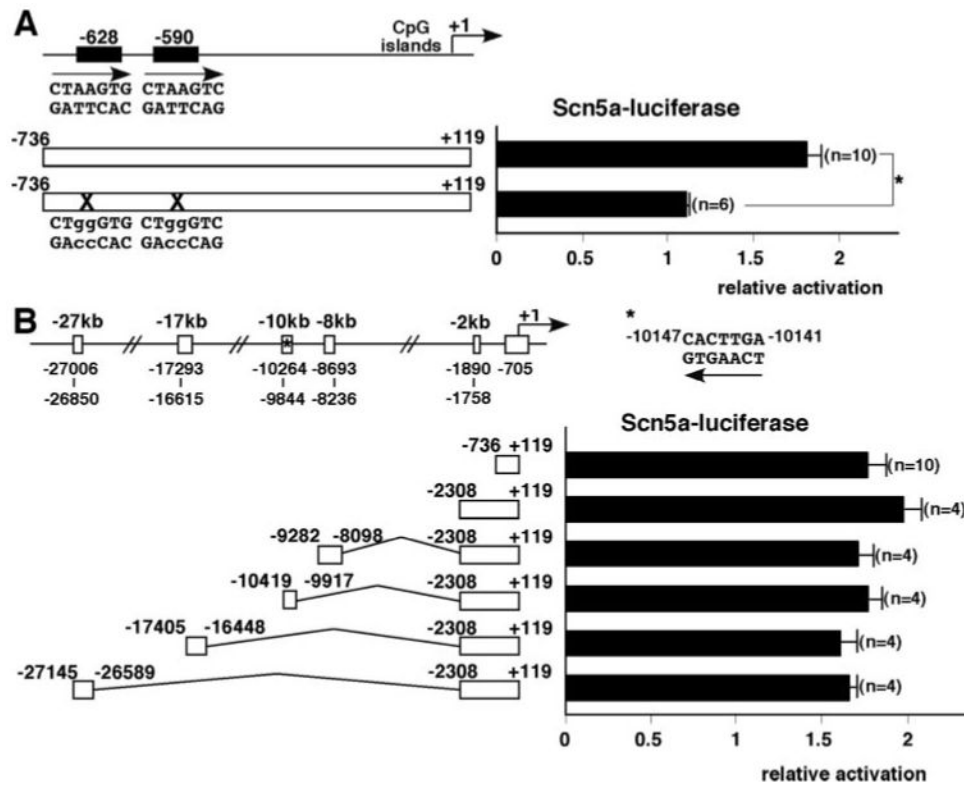 A
-628 -590 CpG islands +1
CTAAGTG CTAAGTC
GATTCAC GATTCAG
Scn5a-luciferase
-736 +119
(n=10)
*
-736 +119
X X
(n=6)
CTggGTG CTggGTC
GAccCAC GAccCAG
0 0.5 1 1.5 2
relative activation
B
-27kb -17kb -10kb -8kb -2kb +1
*
-27006 -17293 -10264 -8693 -1890 -705
-26850 -16615 -9844 -8236 -1758
*
-10147CACTTGA-10141
GTGAACT
Scn5a-luciferase
-736 +119
(n=10)
-2308 +119
(n=4)
-9282 -8098 -2308 +119
(n=4)
-10419 -9917 -2308 +119
(n=4)
-17405 -16448 -2308 +119
(n=4)
-27145 -26589 -2308 +119
(n=4)
0 0.5 1 1.5 2
relative activation